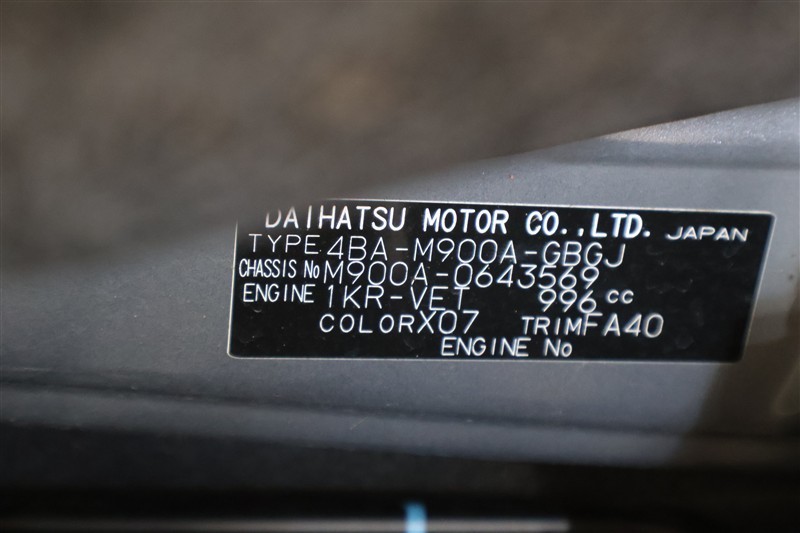 DAIHATSU MOTOR CO.,LTD. JAPAN
TYPE 4BA-M900A-GBGJ
CHASSIS No M900A-0643569
ENGINE 1KR-VET 996 cc
COLOR X07 TRIM FA40
ENGINE No